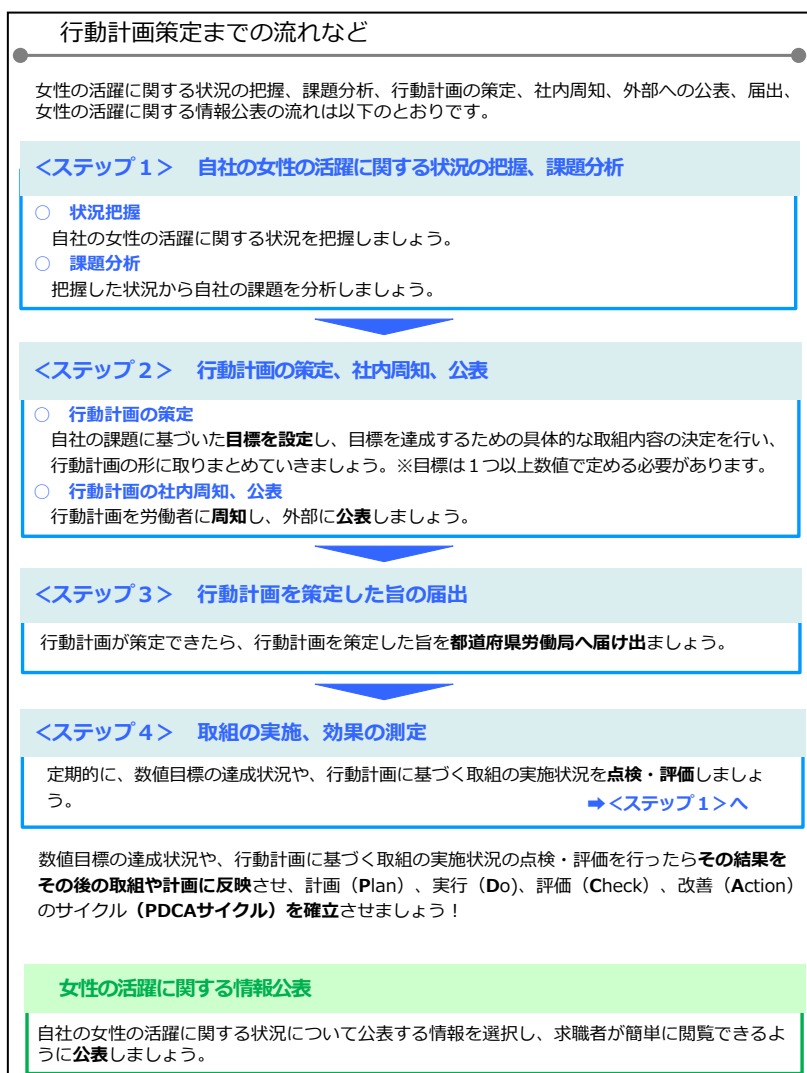 行動計画策定までの流れなど
女性の活躍に関する状況の把握、課題分析、行動計画の策定、社内周知、外部への公表、届出、
女性の活躍に関する情報公表の流れは以下のとおりです。
＜ステップ１＞　自社の女性の活躍に関する状況の把握、課題分析
○　状況把握
自社の女性の活躍に関する状況を把握しましょう。
○　課題分析
把握した状況から自社の課題を分析しましょう。
＜ステップ２＞　行動計画の策定、社内周知、公表
○　行動計画の策定
自社の課題に基づいた目標を設定し、目標を達成するための具体的な取組内容の決定を行い、
行動計画の形に取りまとめていきましょう。※目標は１つ以上数値で定める必要があります。
○　行動計画の社内周知、公表
行動計画を労働者に周知し、外部に公表しましょう。
＜ステップ３＞　行動計画を策定した旨の届出
行動計画が策定できたら、行動計画を策定した旨を都道府県労働局へ届け出ましょう。
＜ステップ４＞　取組の実施、効果の測定
定期的に、数値目標の達成状況や、行動計画に基づく取組の実施状況を点検・評価しましょ
う。　➡＜ステップ１＞へ
数値目標の達成状況や、行動計画に基づく取組の実施状況の点検・評価を行ったらその結果を
その後の取組や計画に反映させ、計画（Plan）、実行（Do)、評価（Check）、改善（Action）
のサイクル（PDCAサイクル）を確立させましょう！
女性の活躍に関する情報公表
自社の女性の活躍に関する状況について公表する情報を選択し、求職者が簡単に閲覧できるよ
うに公表しましょう。